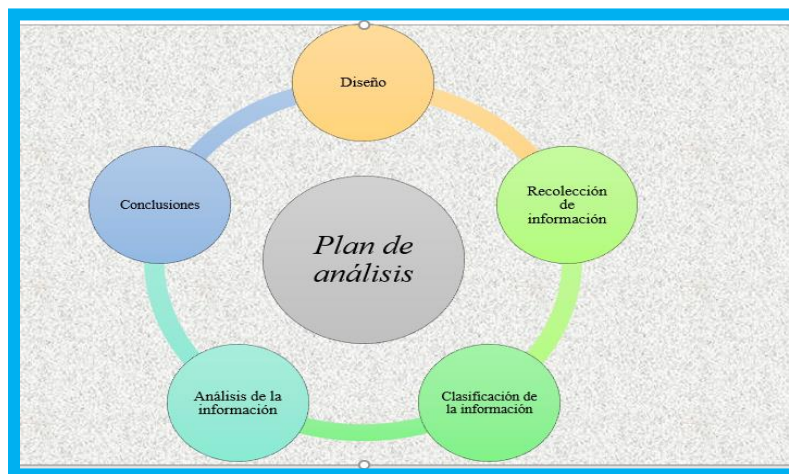 Diseño
Recolección
de
información
Clasificación de
la información
Análisis de la
información
Conclusiones
Plan de
análisis